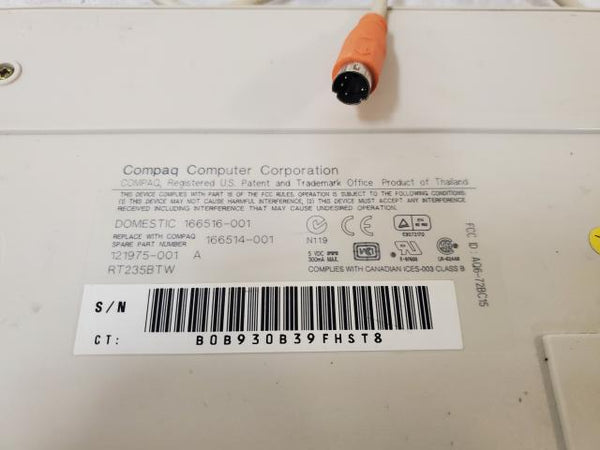 Compaq Computer Corporation
COMPAQ, Registered U.S. Patent and Trademark Office. Product of Thailand
THIS DEVICE COMPLIES WITH PART 15 OF THE FCC RULES. OPERATION IS SUBJECT TO THE FOLLOWING CONDITIONS:
(1) THIS DEVICE MAY NOT CAUSE HARMFUL INTERFERENCE, (2) THIS DEVICE MUST ACCEPT ANY INTERFERENCE
RECEIVED INCLUDING INTERFERENCE THAT MAY CAUSE UNDESIRED OPERATION.
DOMESTIC 166516-001
REPLACE WITH COMPAQ
SPARE PART NUMBER 166514-001
121975-001 A
RT235BTW
N119
5 VDC
300mA MAX.
COMPLIES WITH CANADIAN ICES-003 CLASS B
FCC ID: AQ6-72BC15
S/N
CT: B0B930B39FHST8